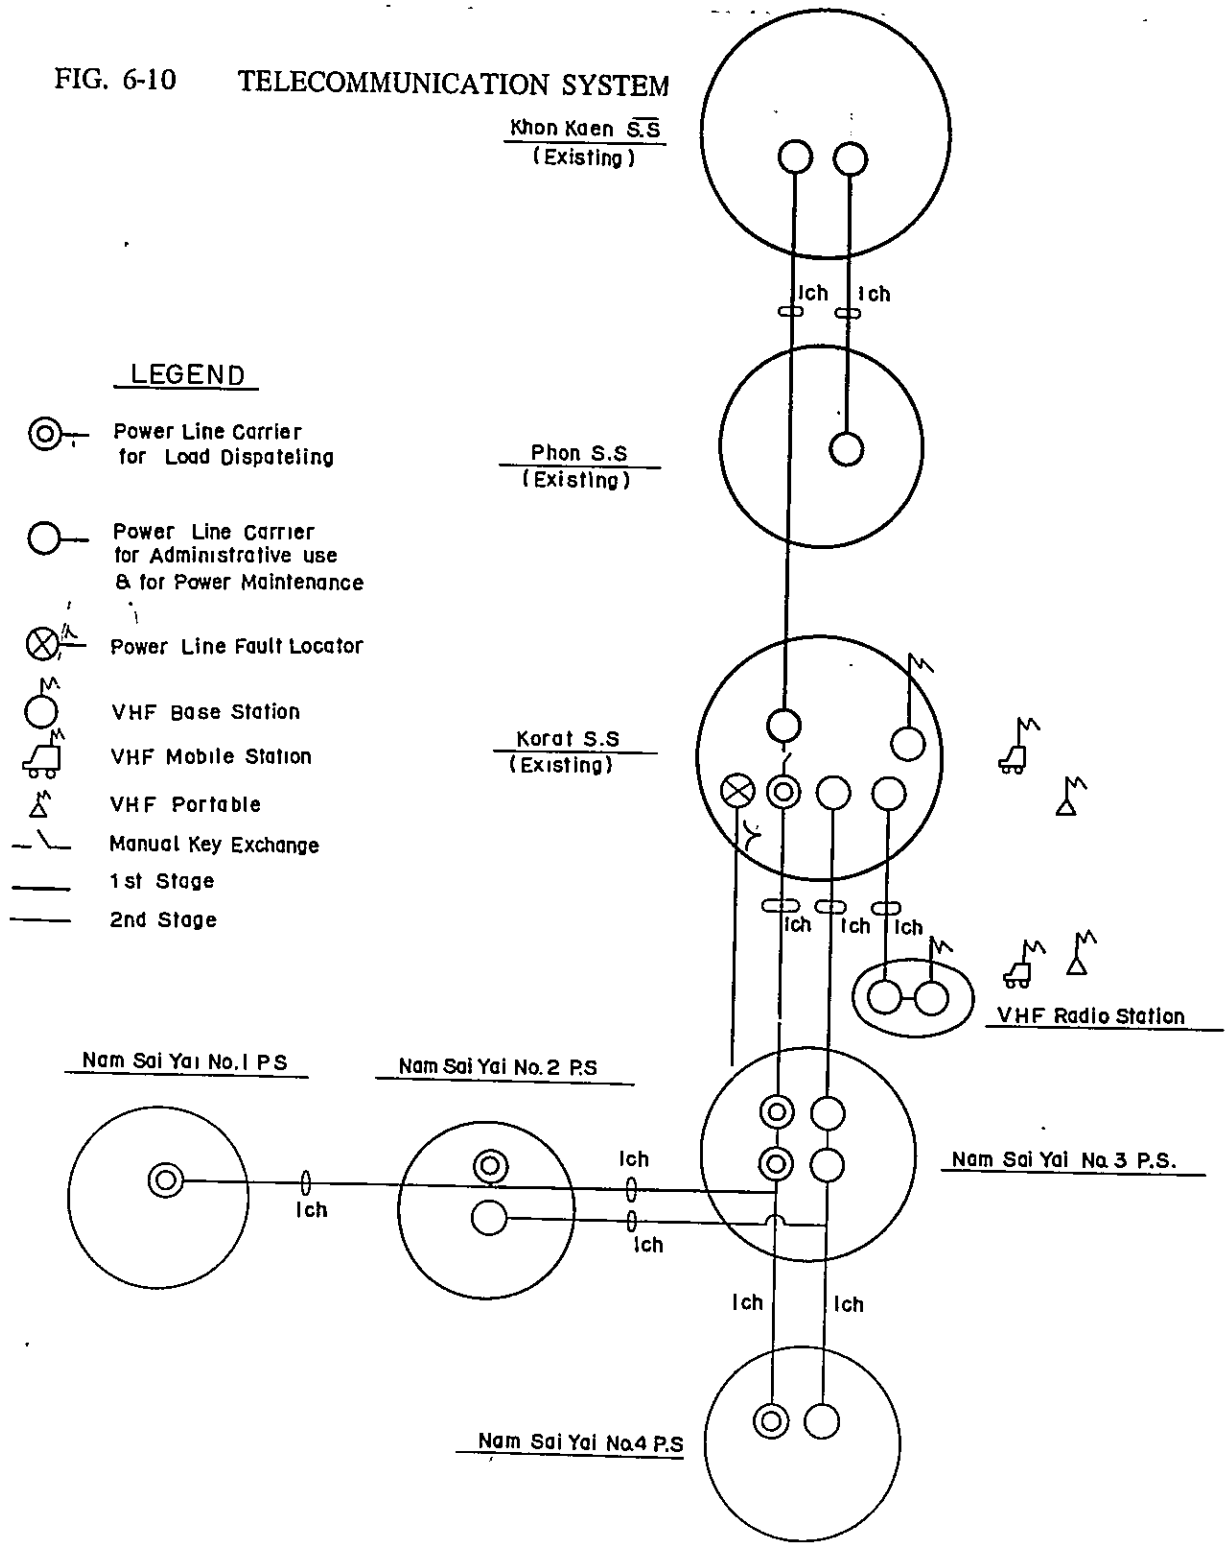 FIG. 6-10 TELECOMMUNICATION SYSTEM
Khon Kaen S.S
(Existing)
1ch 1ch
LEGEND
Power Line Carrier
for Load Dispateling
Phon S.S
(Existing)
Power Line Carrier
for Administrative use
& for Power Maintenance
Power Line Fault Locator
VHF Base Station
Korat S.S
(Existing)
VHF Mobile Station
VHF Portable
Manual Key Exchange
1st Stage
2nd Stage
1ch 1ch 1ch
VHF Radio Station
Nam Sai Yai No.1 P S
Nam Sai Yai No.2 P.S
1ch
Nam Sai Yai No.3 P.S.
1ch
1ch
1ch 1ch
Nam Sai Yai No.4 P.S